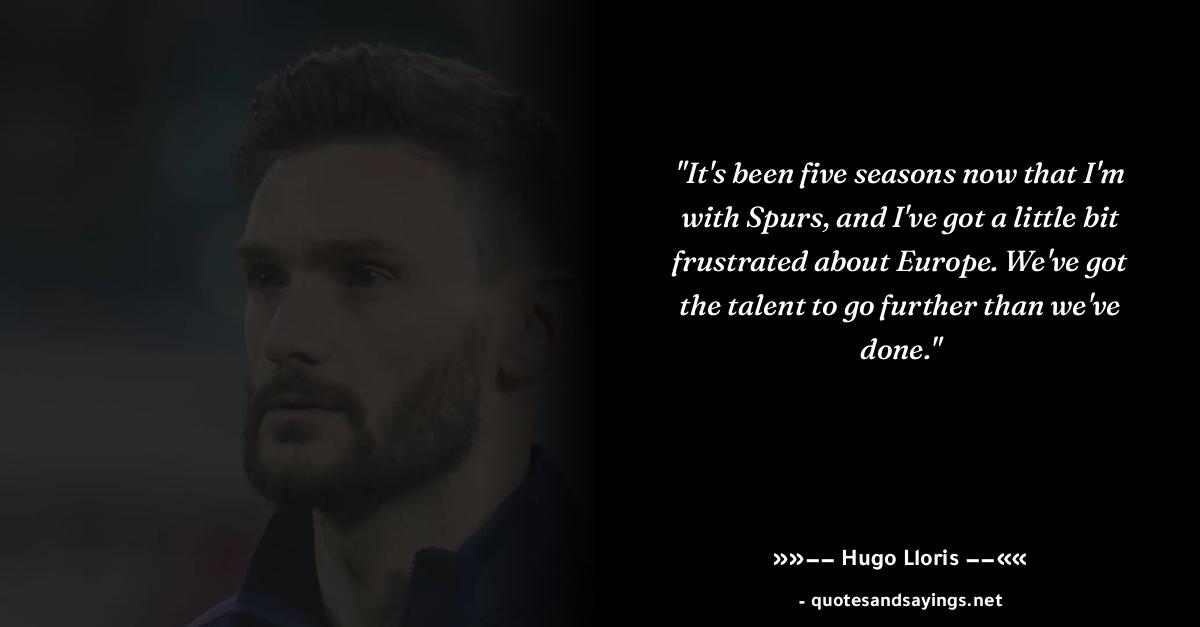 "It's been five seasons now that I'm
with Spurs, and I've got a little bit
frustrated about Europe. We've got
the talent to go further than we've
done."
»»-- Hugo Lloris --««
- quotesandsayings.net